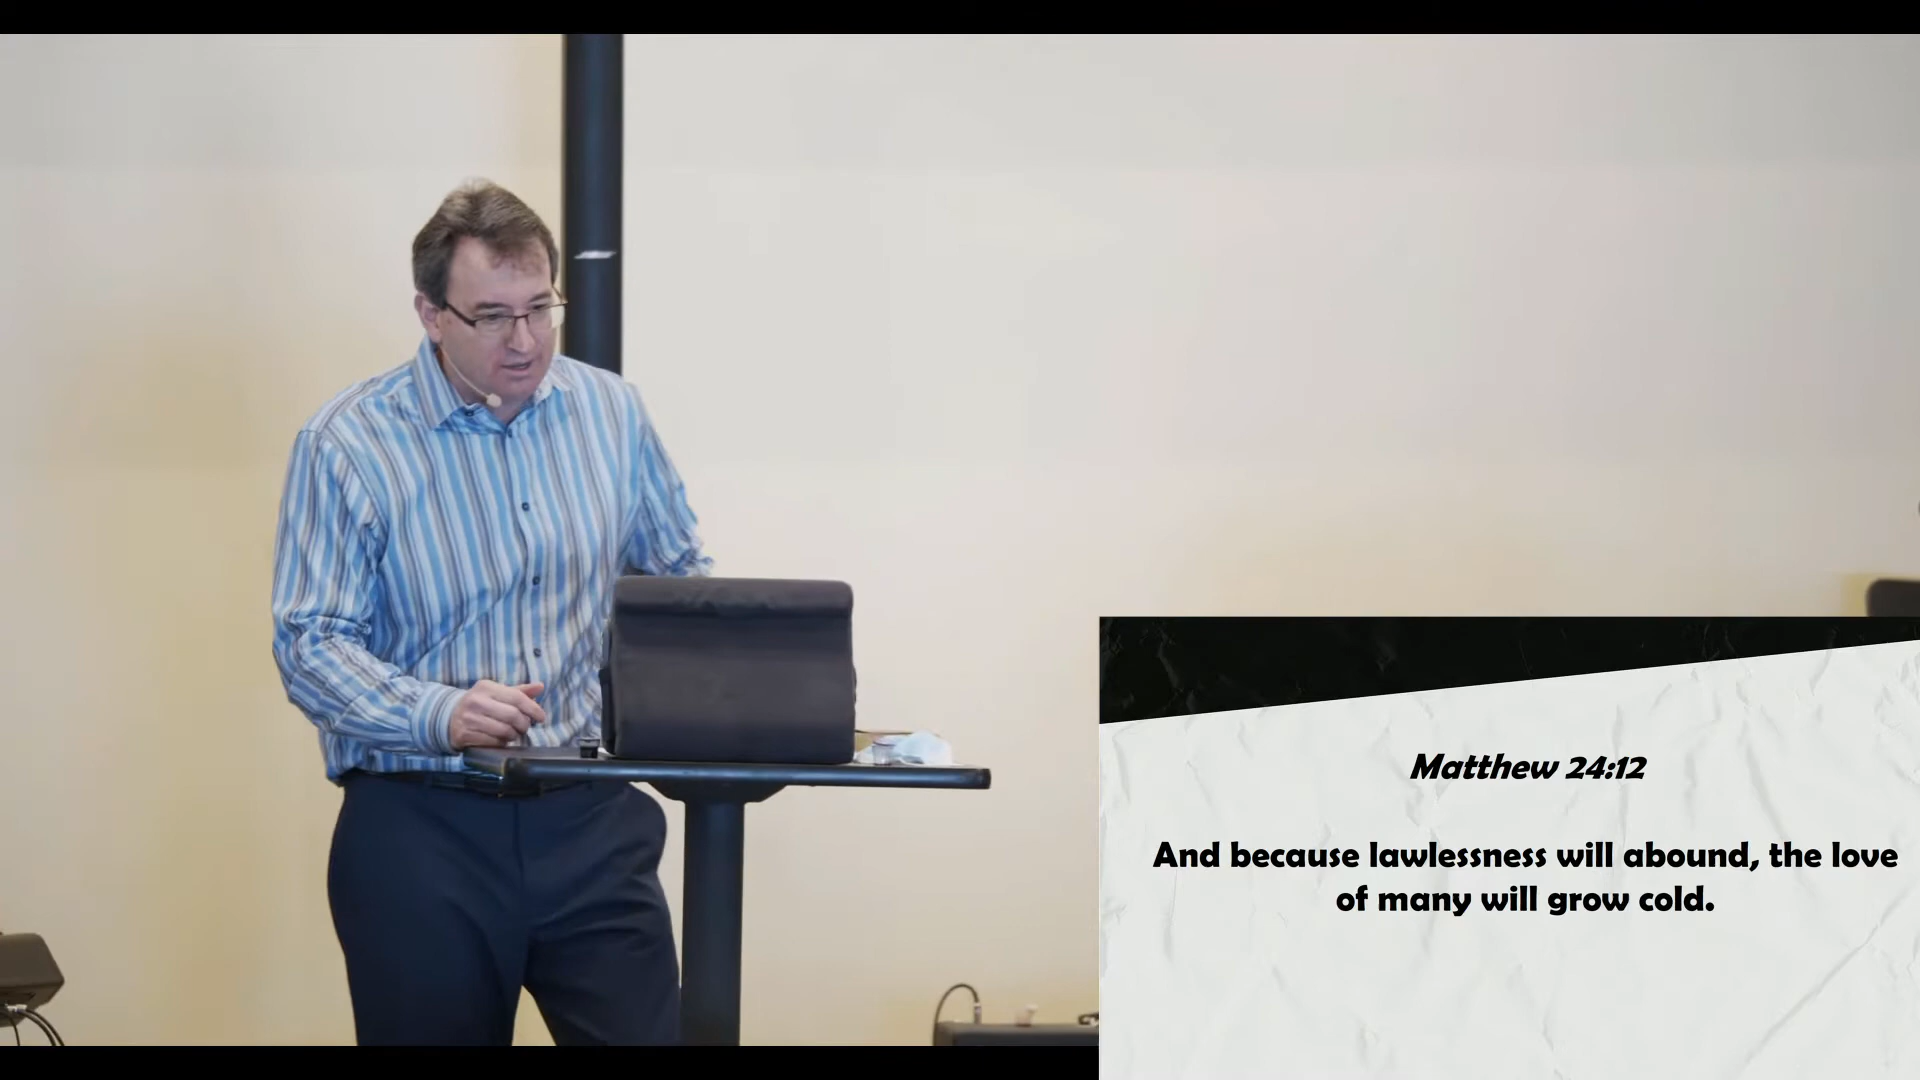 Matthew 24:12
And because lawlessness will abound, the love
of many will grow cold.